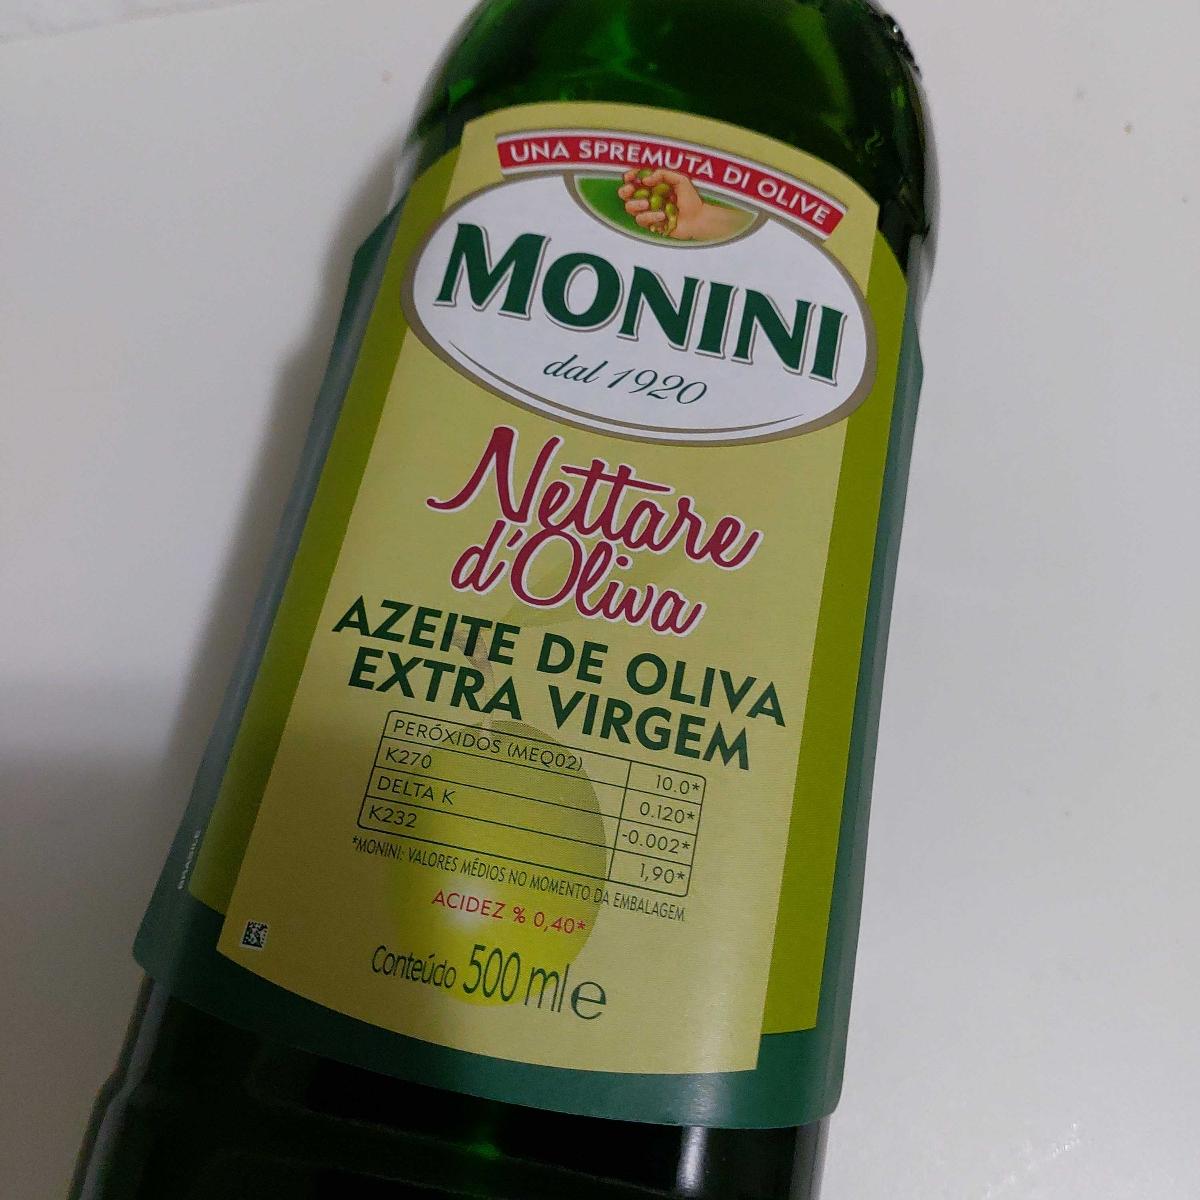 UNA SPREMUTA DI OLIVE
MONINI
dal 1920
Nettare
d'Oliva
AZEITE DE OLIVA
EXTRA VIRGEM
PERÓXIDOS (MEQ02) 10.0*
K270 0.120*
DELTA K -0.002*
K232 1,90*
*MONINI: VALORES MÉDIOS NO MOMENTO DA EMBALAGEM
ACIDEZ % 0,40*
Conteúdo 500 ml e
BRASILE